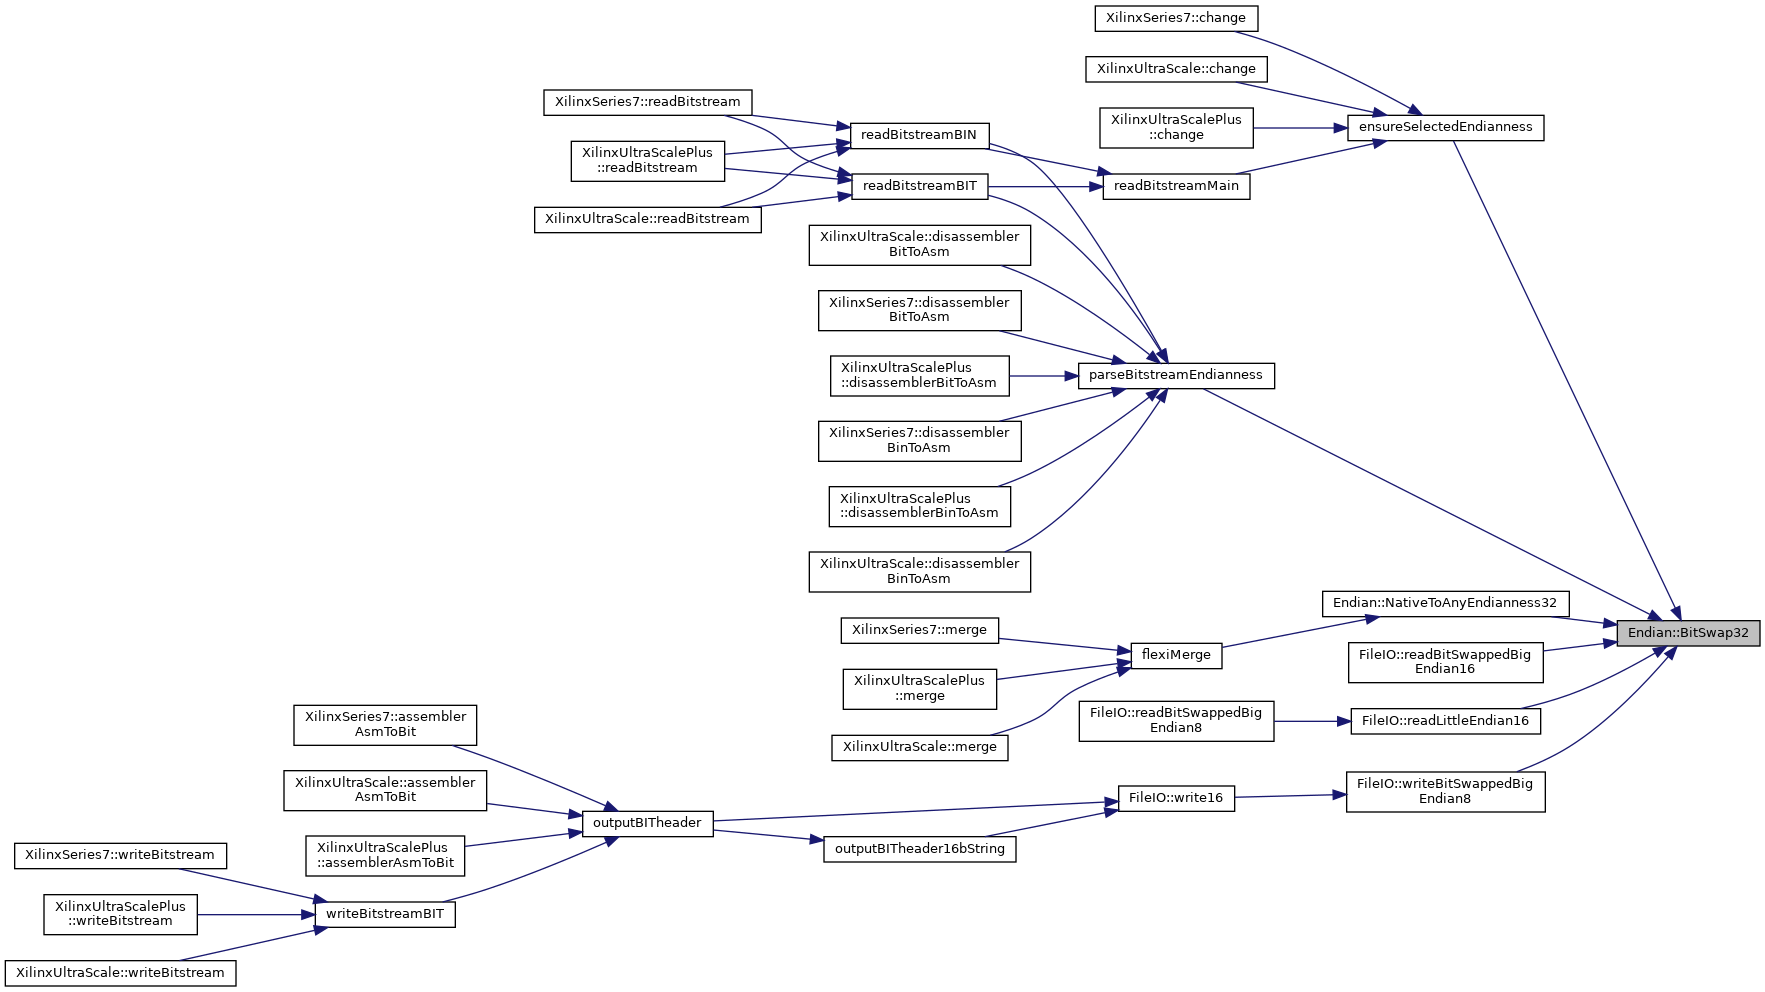 XilinxSeries7::change
XilinxUltraScale::change
XilinxUltraScalePlus
::change
ensureSelectedEndianness
XilinxSeries7::readBitstream
readBitstreamBIN
XilinxUltraScalePlus
::readBitstream
readBitstreamBIT
readBitstreamMain
XilinxUltraScale::readBitstream
XilinxUltraScale::disassembler
BitToAsm
XilinxSeries7::disassembler
BitToAsm
XilinxUltraScalePlus
::disassemblerBitToAsm
parseBitstreamEndianness
XilinxSeries7::disassembler
BinToAsm
XilinxUltraScalePlus
::disassemblerBinToAsm
XilinxUltraScale::disassembler
BinToAsm
Endian::NativeToAnyEndianness32
Endian::BitSwap32
XilinxSeries7::merge
flexiMerge
FileIO::readBitSwappedBig
Endian16
XilinxUltraScalePlus
::merge
FileIO::readBitSwappedBig
Endian8
FileIO::readLittleEndian16
XilinxUltraScale::merge
XilinxSeries7::assembler
AsmToBit
XilinxUltraScale::assembler
AsmToBit
FileIO::writeBitSwappedBig
Endian8
FileIO::write16
outputBITheader
outputBITheader16bString
XilinxUltraScalePlus
::assemblerAsmToBit
XilinxSeries7::writeBitstream
XilinxUltraScalePlus
::writeBitstream
writeBitstreamBIT
XilinxUltraScale::writeBitstream